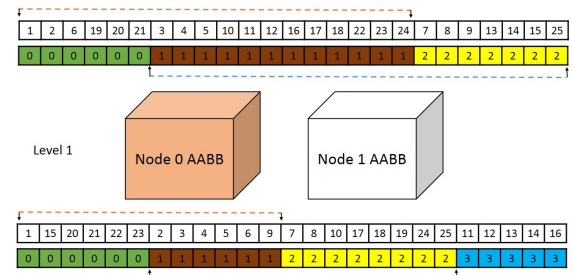 1 2 6 19 20 21 3 4 5 10 11 12 16 17 18 22 23 24 7 8 9 13 14 15 25
0 0 0 0 0 0 1 1 1 1 1 1 1 1 1 1 1 1 2 2 2 2 2 2 2
Level 1
Node 0 AABB
Node 1 AABB
1 15 20 21 22 23 2 3 4 5 6 9 7 8 10 17 18 19 24 25 11 12 13 14 16
0 0 0 0 0 0 1 1 1 1 1 1 2 2 2 2 2 2 2 2 3 3 3 3 3